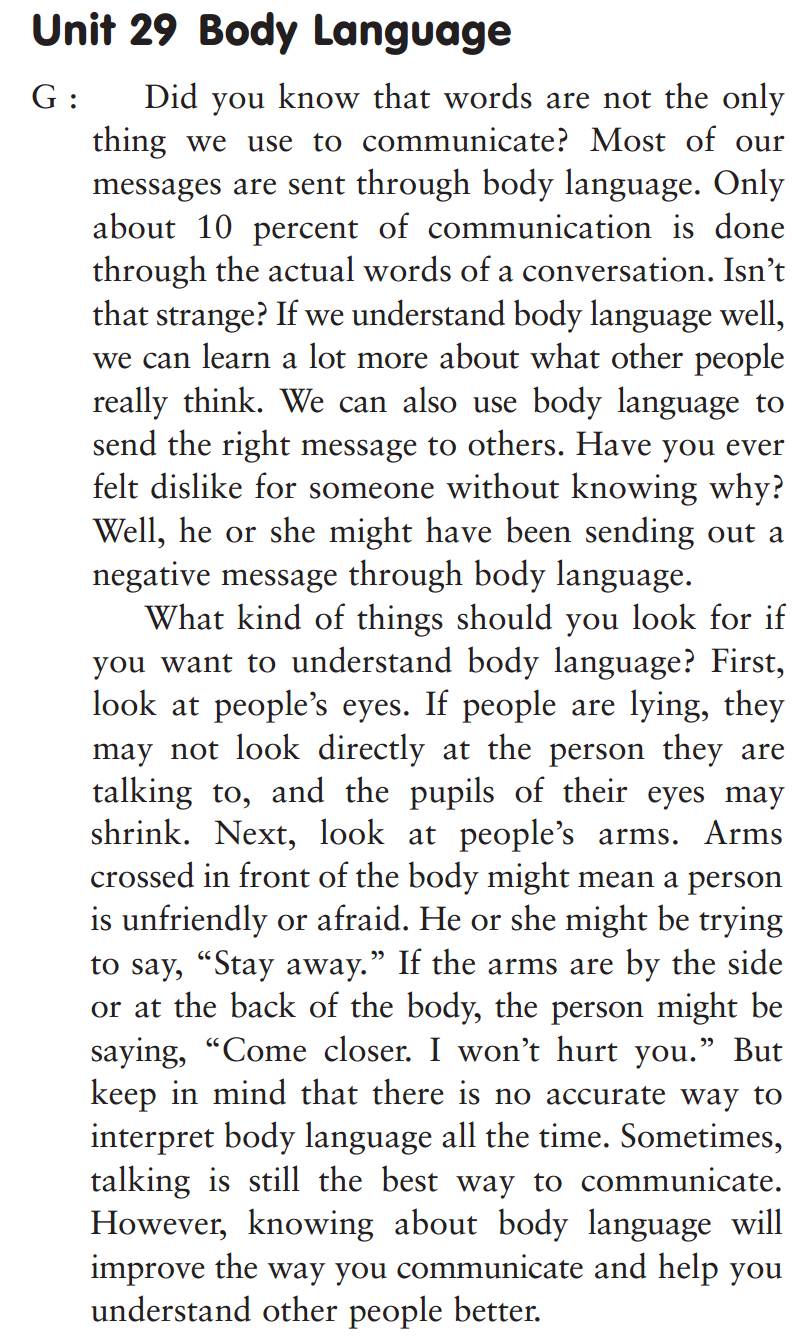 Unit 29 Body Language
G : Did you know that words are not the only
thing we use to communicate? Most of our
messages are sent through body language. Only
about 10 percent of communication is done
through the actual words of a conversation. Isn’t
that strange? If we understand body language well,
we can learn a lot more about what other people
really think. We can also use body language to
send the right message to others. Have you ever
felt dislike for someone without knowing why?
Well, he or she might have been sending out a
negative message through body language.
What kind of things should you look for if
you want to understand body language? First,
look at people’s eyes. If people are lying, they
may not look directly at the person they are
talking to, and the pupils of their eyes may
shrink. Next, look at people’s arms. Arms
crossed in front of the body might mean a person
is unfriendly or afraid. He or she might be trying
to say, “Stay away.” If the arms are by the side
or at the back of the body, the person might be
saying, “Come closer. I won’t hurt you.” But
keep in mind that there is no accurate way to
interpret body language all the time. Sometimes,
talking is still the best way to communicate.
However, knowing about body language will
improve the way you communicate and help you
understand other people better.